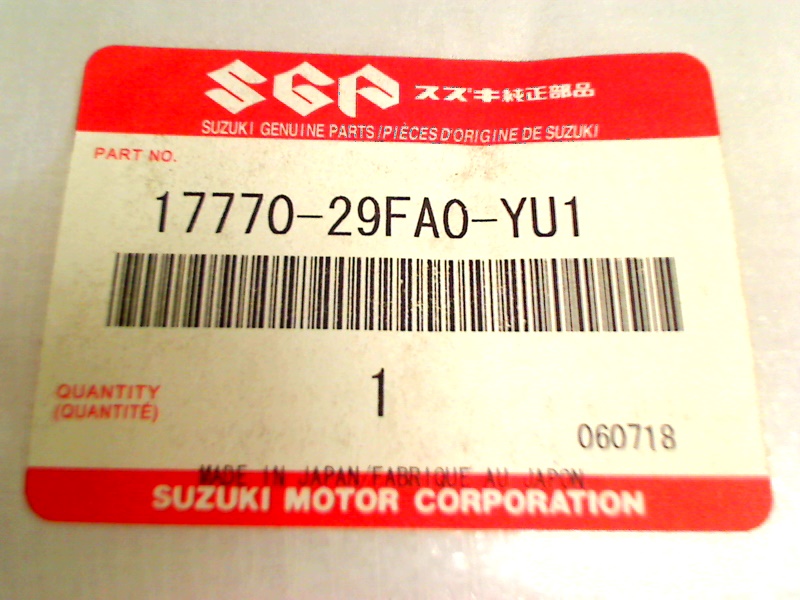 SGP スズキ純正部品
SUZUKI GENUINE PARTS/PIÈCES D'ORIGINE DE SUZUKI
PART NO.
17770-29FA0-YU1
QUANTITY
(QUANTITÉ)
1
060718
MADE IN JAPAN/FABRIQUE AU JAPON
SUZUKI MOTOR CORPORATION